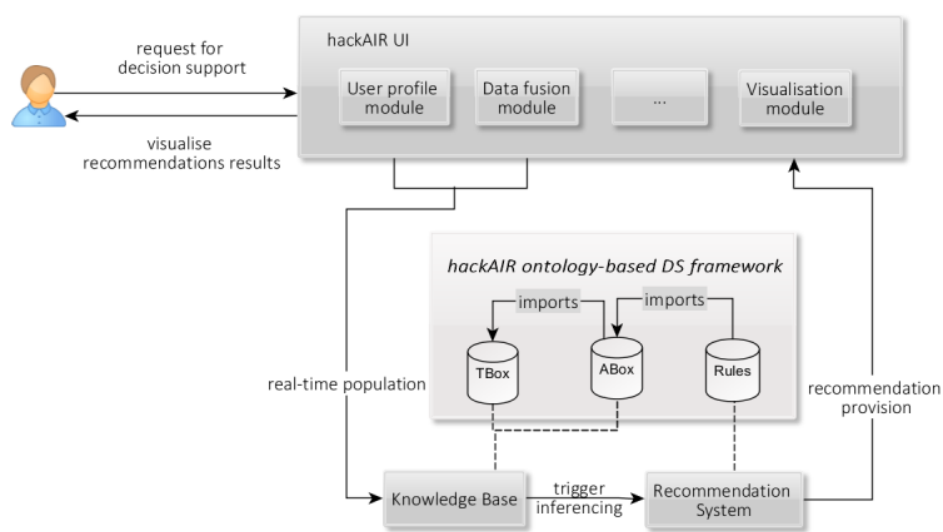 hackAIR UI
request for
decision support
User profile
module
Data fusion
module
...
Visualisation
module
visualise
recommendations results
hackAIR ontology-based DS framework
imports
imports
TBox
ABox
Rules
real-time population
recommendation
provision
Knowledge Base
trigger
inferencing
Recommendation
System